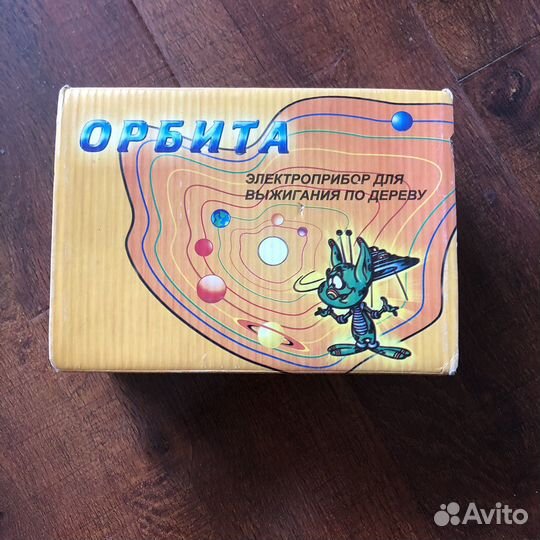 ОРБИТА
ЭЛЕКТРОПРИБОР ДЛЯ
ВЫЖИГАНИЯ ПО ДЕРЕВУ
Avito